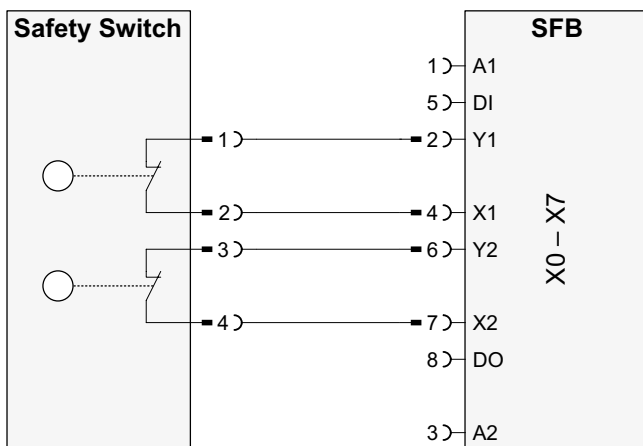 Safety Switch
SFB
1 A1
5 DI
1 2 Y1
2 4 X1
3 6 Y2
4 7 X2
8 DO
3 A2
X0 – X7